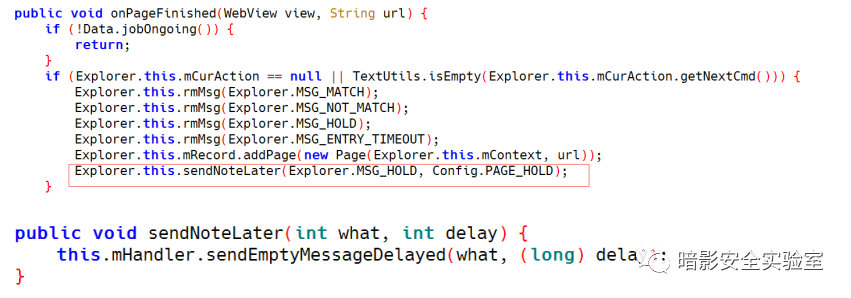 public void onPageFinished(WebView view, String url) {
    if (!Data.jobOngoing()) {
        return;
    }
    if (Explorer.this.mCurAction == null || TextUtils.isEmpty(Explorer.this.mCurAction.getNextCmd())) {
        Explorer.this.rmMsg(Explorer.MSG_MATCH);
        Explorer.this.rmMsg(Explorer.MSG_NOT_MATCH);
        Explorer.this.rmMsg(Explorer.MSG_HOLD);
        Explorer.this.rmMsg(Explorer.MSG_ENTRY_TIMEOUT);
        Explorer.this.mRecord.addPage(new Page(Explorer.this.mContext, url));
        Explorer.this.sendNoteLater(Explorer.MSG_HOLD, Config.PAGE_HOLD);
    }
public void sendNoteLater(int what, int delay) {
    this.mHandler.sendEmptyMessageDelayed(what, (long) delay);
}
暗影安全实验室